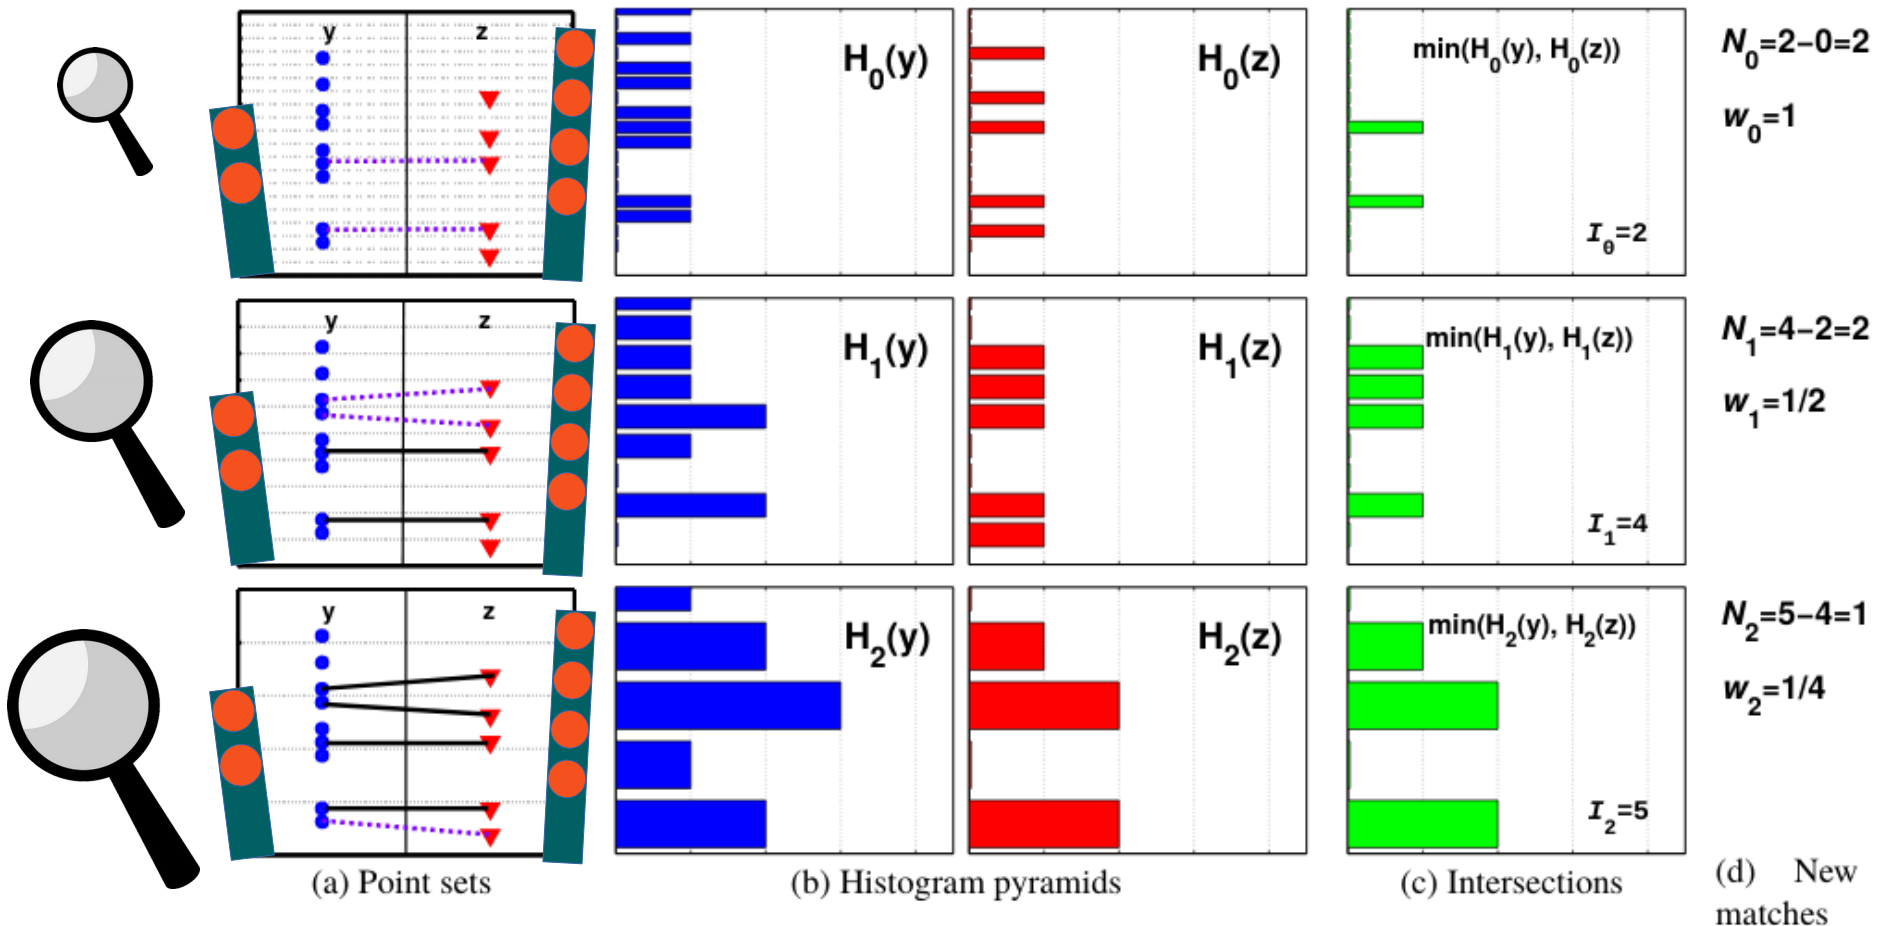 y z
H0(y)
H0(z)
min(H0(y), H0(z))
I0=2
N0=2−0=2
w0=1
y z
H1(y)
H1(z)
min(H1(y), H1(z))
I1=4
N1=4−2=2
w1=1/2
y z
H2(y)
H2(z)
min(H2(y), H2(z))
I2=5
N2=5−4=1
w2=1/4
(a) Point sets
(b) Histogram pyramids
(c) Intersections
(d) New
matches